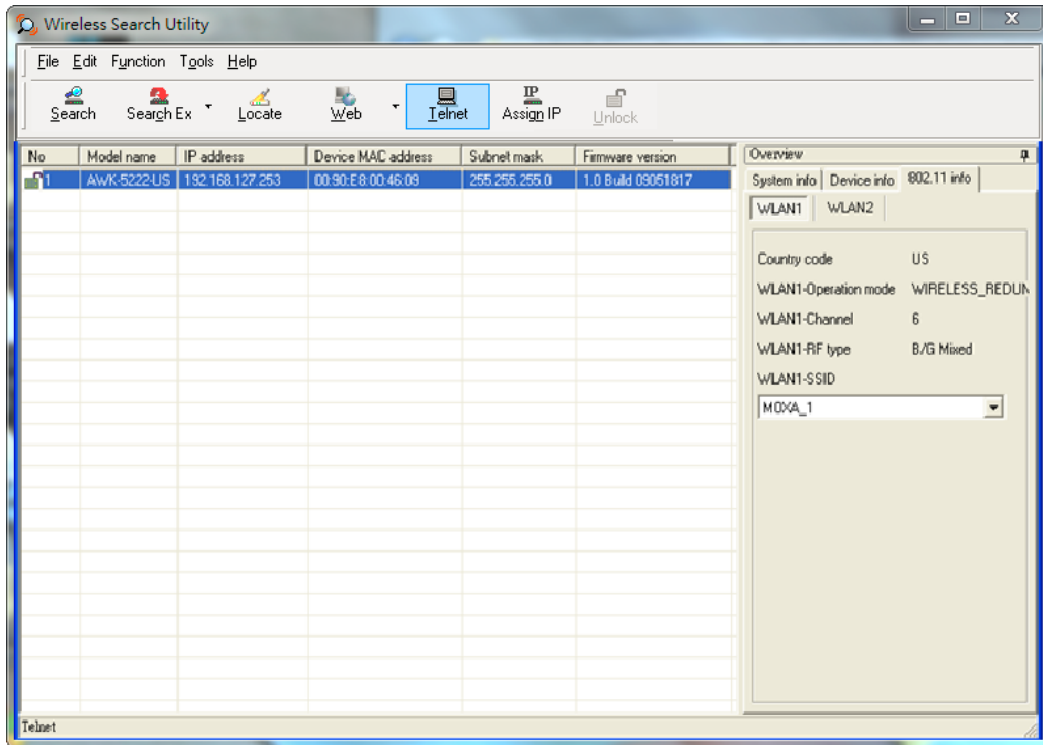 Wireless Search Utility
File Edit Function Tools Help
Search Search Ex Locate Web Telnet Assign IP Unlock
No Model name IP address Device MAC address Subnet mask Firmware version
1 AWK-5222-US 192.168.127.253 00:90:E8:00:46:09 255.255.255.0 1.0 Build 09051817
Overview
System info Device info 802.11 info
WLAN1 WLAN2
Country code US
WLAN1-Operation mode WIRELESS_REDUN
WLAN1-Channel 6
WLAN1-RF type B/G Mixed
WLAN1-SSID
MOXA_1
Telnet